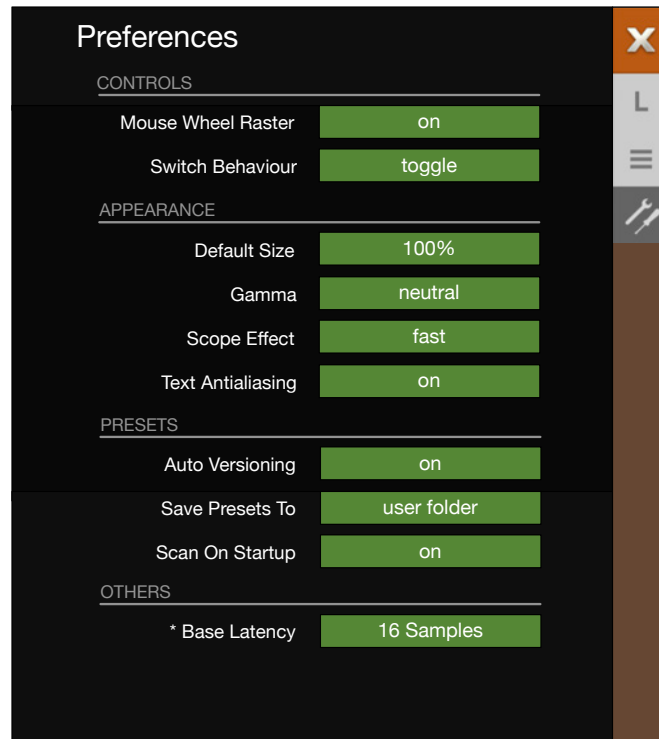 Preferences
X
CONTROLS
L
Mouse Wheel Raster on
Switch Behaviour toggle
APPEARANCE
Default Size 100%
Gamma neutral
Scope Effect fast
Text Antialiasing on
PRESETS
Auto Versioning on
Save Presets To user folder
Scan On Startup on
OTHERS
* Base Latency 16 Samples